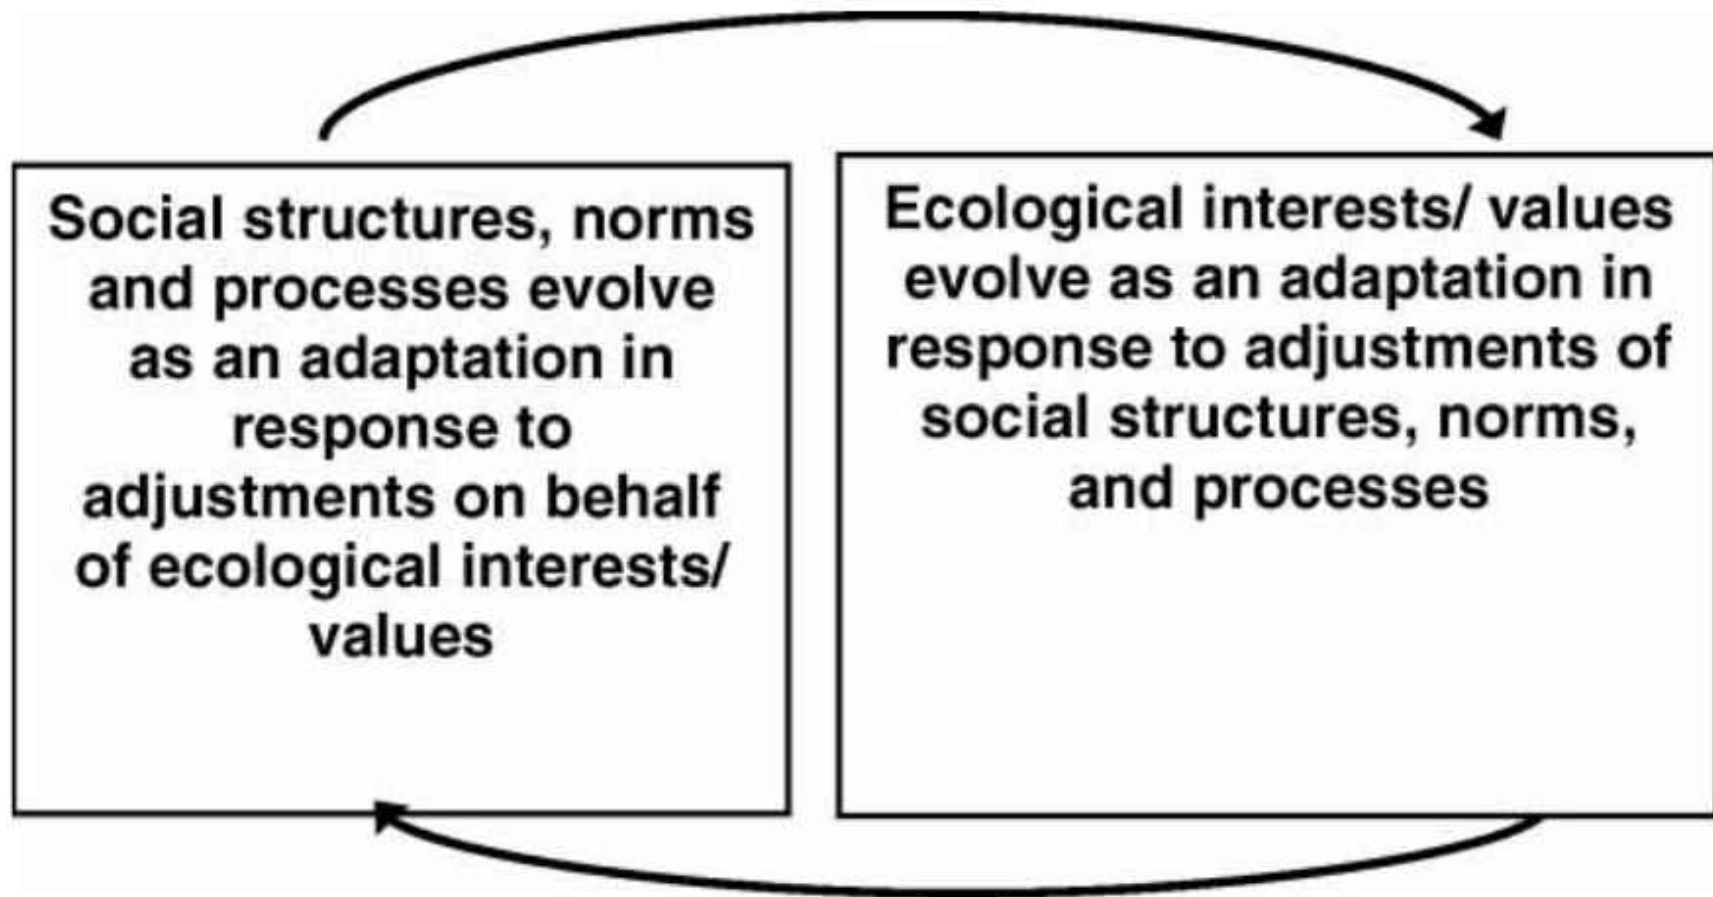 Social structures, norms
and processes evolve
as an adaptation in
response to
adjustments on behalf
of ecological interests/
values
Ecological interests/ values
evolve as an adaptation in
response to adjustments of
social structures, norms,
and processes